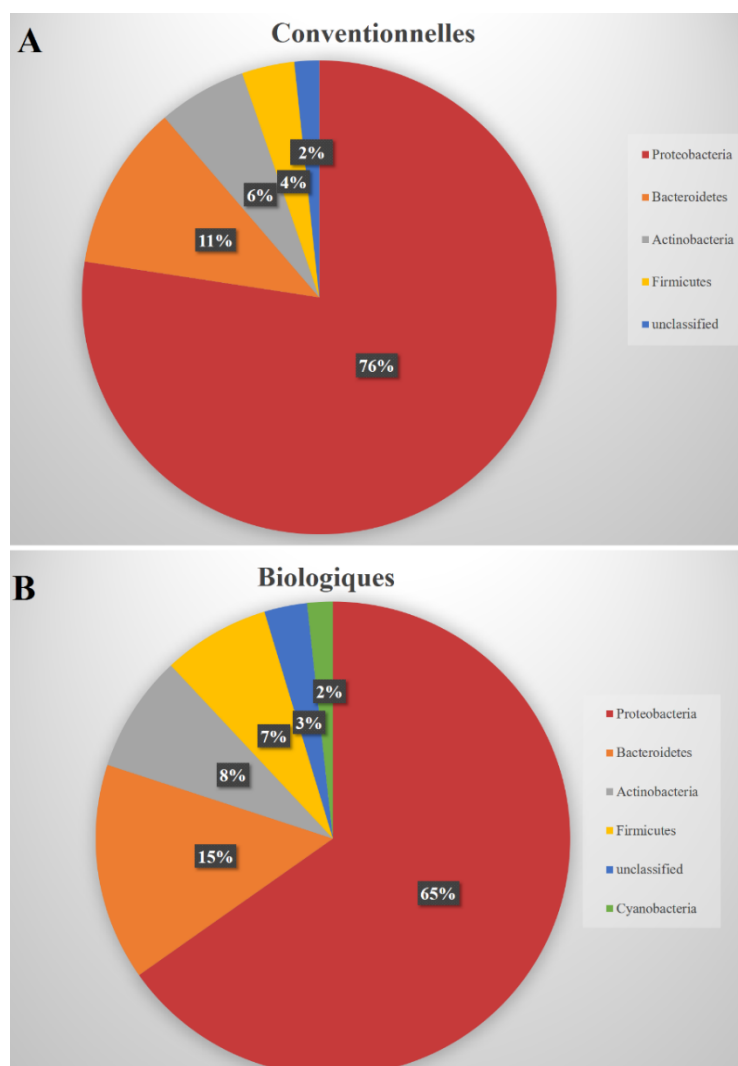 A
Conventionnelles
2%
4%
6%
11%
76%
Proteobacteria
Bacteroidetes
Actinobacteria
Firmicutes
unclassified
B
Biologiques
2%
3%
7%
8%
15%
65%
Proteobacteria
Bacteroidetes
Actinobacteria
Firmicutes
unclassified
Cyanobacteria